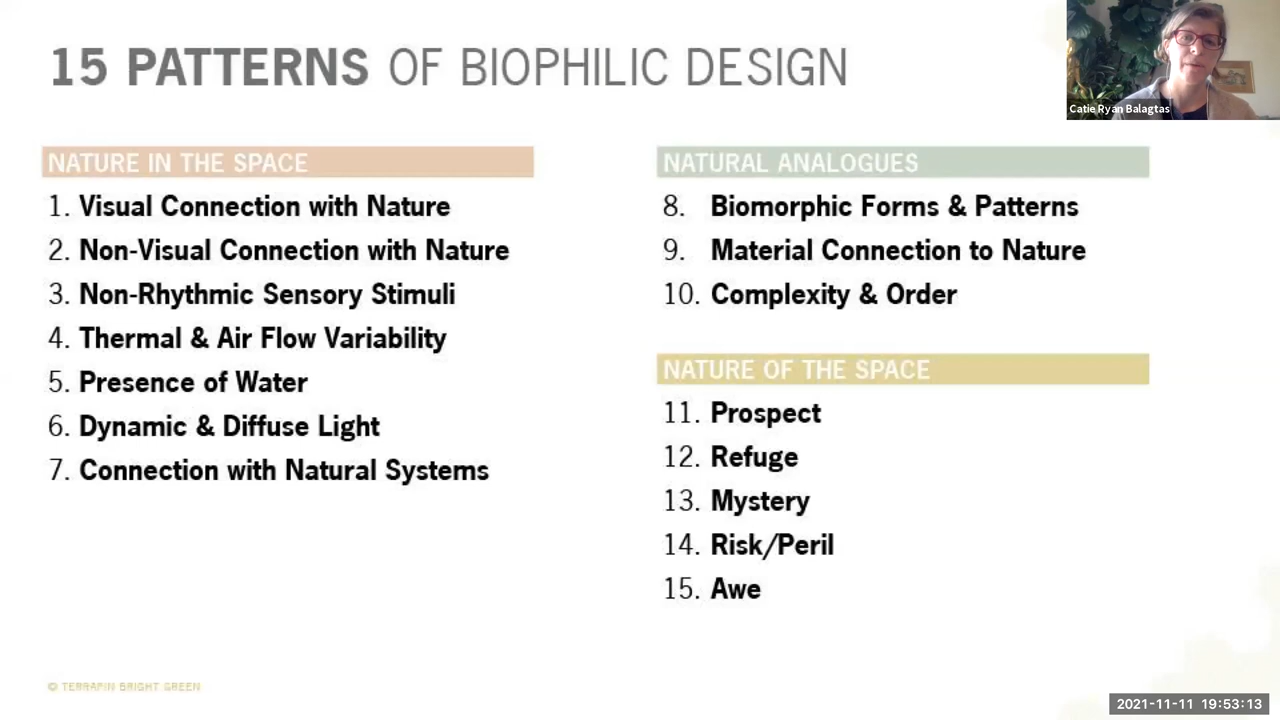 15 PATTERNS OF BIOPHILIC DESIGN
Catie Ryan Balagtas
NATURE IN THE SPACE
1. Visual Connection with Nature
2. Non-Visual Connection with Nature
3. Non-Rhythmic Sensory Stimuli
4. Thermal & Air Flow Variability
5. Presence of Water
6. Dynamic & Diffuse Light
7. Connection with Natural Systems
NATURAL ANALOGUES
8. Biomorphic Forms & Patterns
9. Material Connection to Nature
10. Complexity & Order
NATURE OF THE SPACE
11. Prospect
12. Refuge
13. Mystery
14. Risk/Peril
15. Awe
© TERRAPIN BRIGHT GREEN
2021-11-11 19:53:13